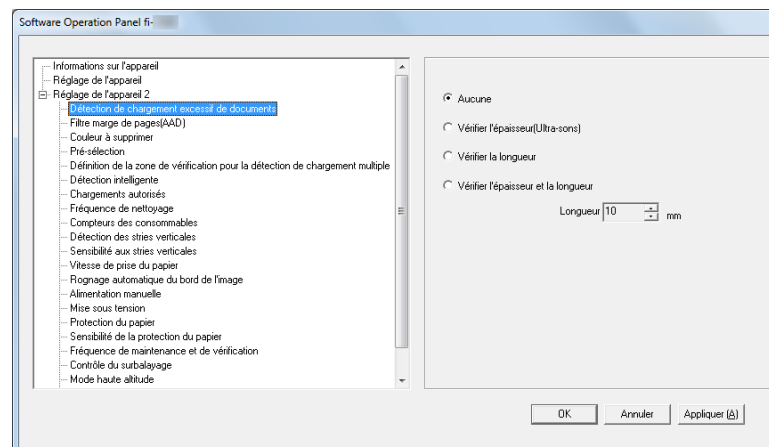 Software Operation Panel fi-
Informations sur l'appareil
Réglage de l'appareil
Réglage de l'appareil 2
Détection de chargement excessif de documents
Filtre marge de pages(AAD)
Couleur à supprimer
Pré-sélection
Définition de la zone de vérification pour la détection de chargement multiple
Détection intelligente
Chargements autorisés
Fréquence de nettoyage
Compteurs des consommables
Détection des stries verticales
Sensibilité aux stries verticales
Vitesse de prise du papier
Rognage automatique du bord de l'image
Alimentation manuelle
Mise sous tension
Protection du papier
Sensibilité de la protection du papier
Fréquence de maintenance et de vérification
Contrôle du surbalayage
Mode haute altitude
Aucune
Vérifier l'épaisseur(Ultra-sons)
Vérifier la longueur
Vérifier l'épaisseur et la longueur
Longueur 10 mm
OK Annuler Appliquer (A)